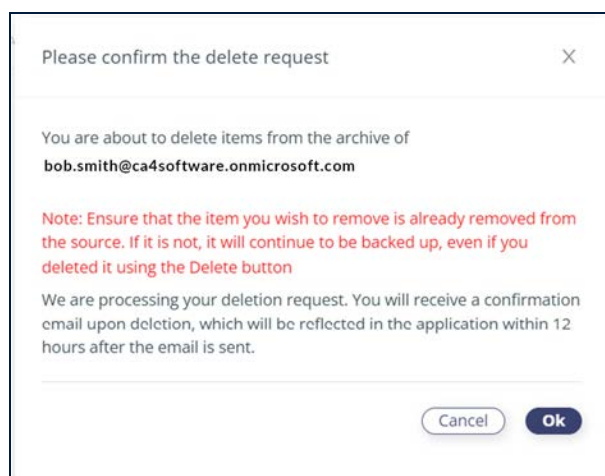 Please confirm the delete request
You are about to delete items from the archive of
bob.smith@ca4software.onmicrosoft.com
Note: Ensure that the item you wish to remove is already removed from
the source. If it is not, it will continue to be backed up, even if you
deleted it using the Delete button
We are processing your deletion request. You will receive a confirmation
email upon deletion, which will be reflected in the application within 12
hours after the email is sent.
Cancel Ok